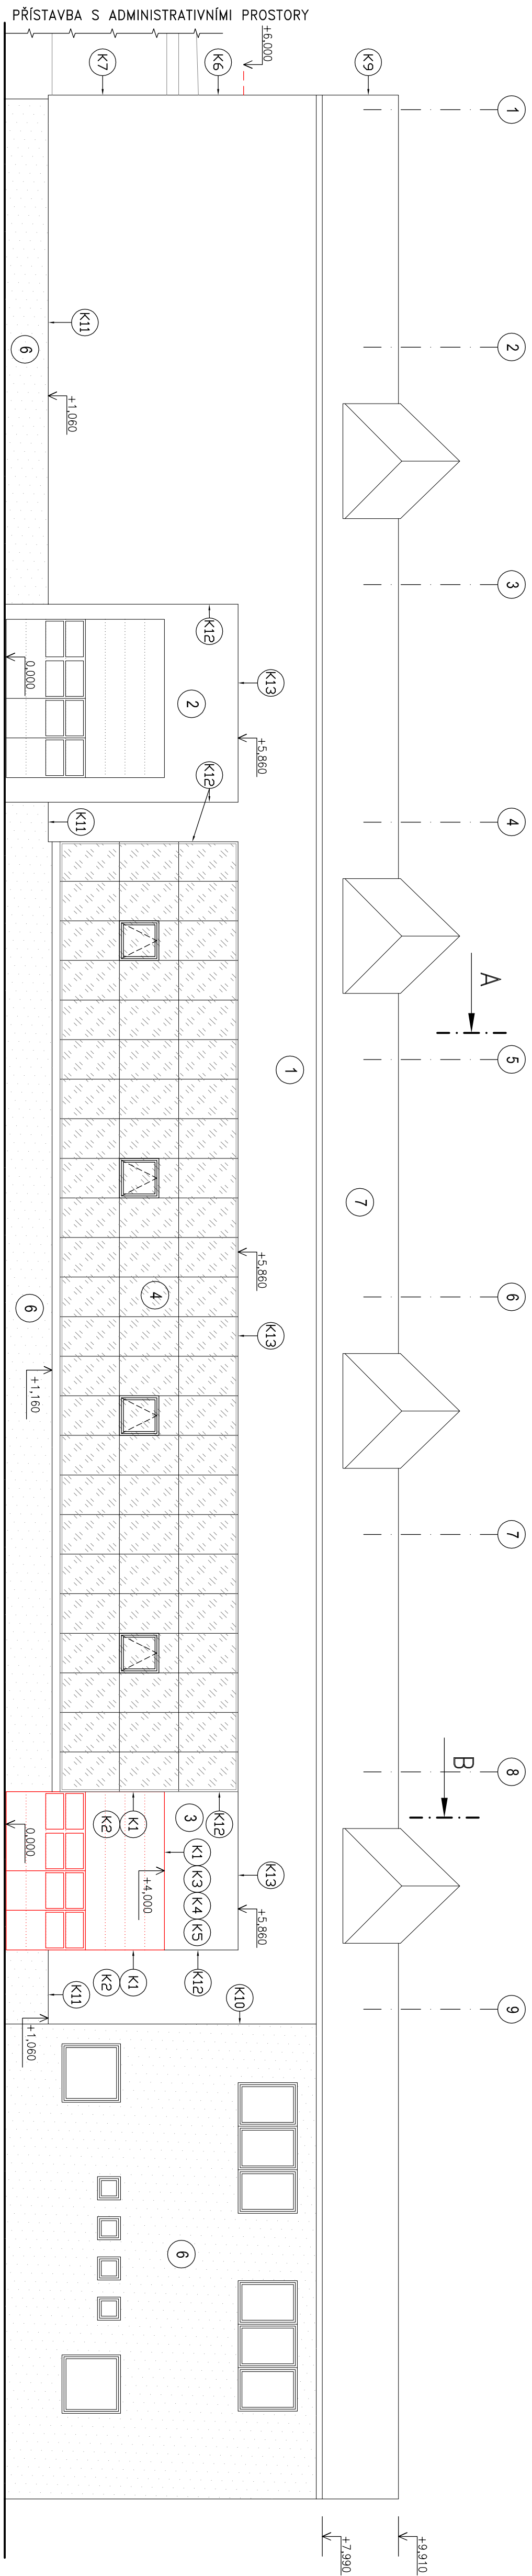 PŘÍSTAVBA S ADMINISTRATIVNÍMI PROSTORY
1
2
3
4
5
6
7
8
9
A
B
+9,910
+7,990
K9
+6,000
K6
K7
7
1
K13
+5,860
K12
2
K12
+5,860
K13
K13
+5,860
K12
3
K1
K3
K4
K5
K12
+4,000
K1
K2
K1
K2
4
K10
6
K11
+1,060
K11
+1,160
K11
+1,060
6
6
0,000
0,000